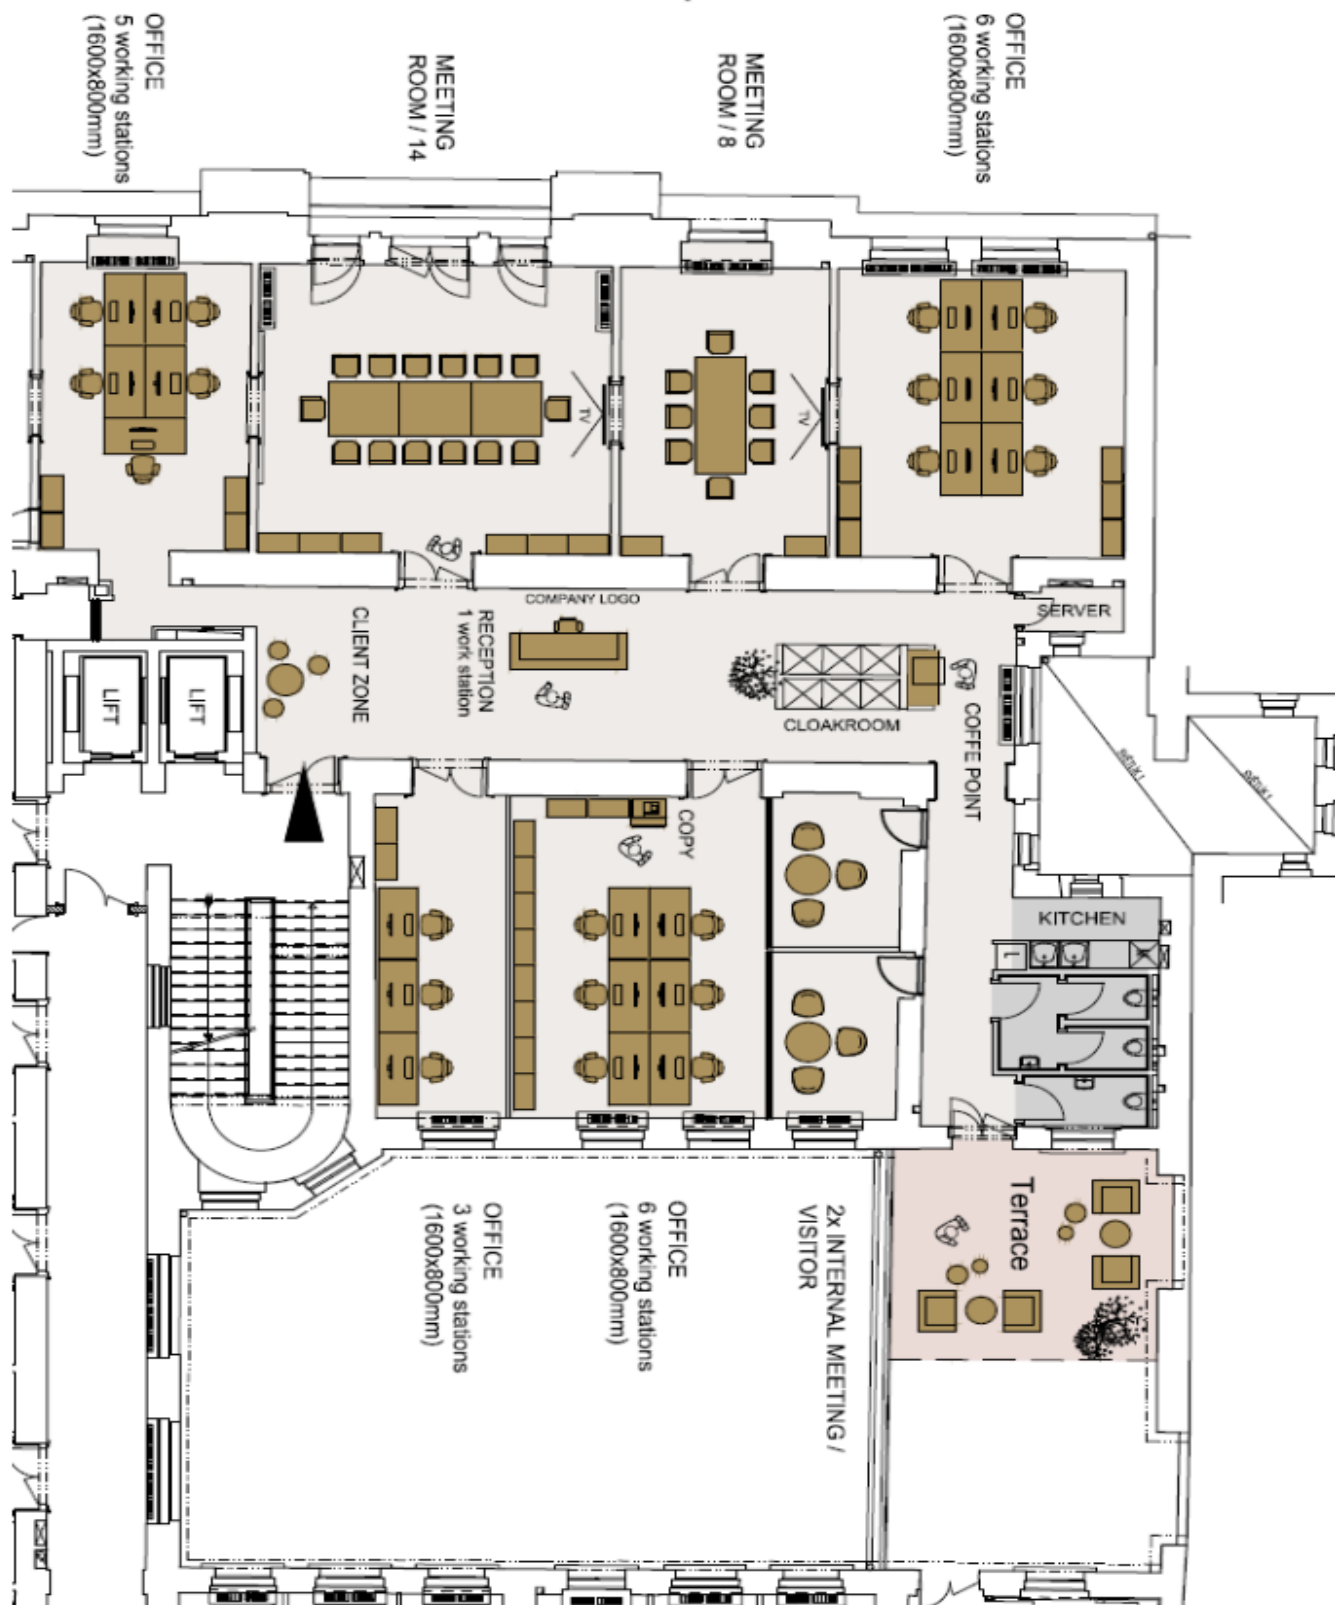 OFFICE
5 working stations
(1600x800mm)
MEETING
ROOM / 14
MEETING
ROOM / 8
OFFICE
6 working stations
(1600x800mm)
TV
TV
COMPANY LOGO
SERVER
CLIENT ZONE
RECEPTION
1 work station
LIFT
LIFT
CLOAKROOM
COFFE POINT
COPY
KITCHEN
L
Terrace
OFFICE
3 working stations
(1600x800mm)
OFFICE
6 working stations
(1600x800mm)
2x INTERNAL MEETING /
VISITOR